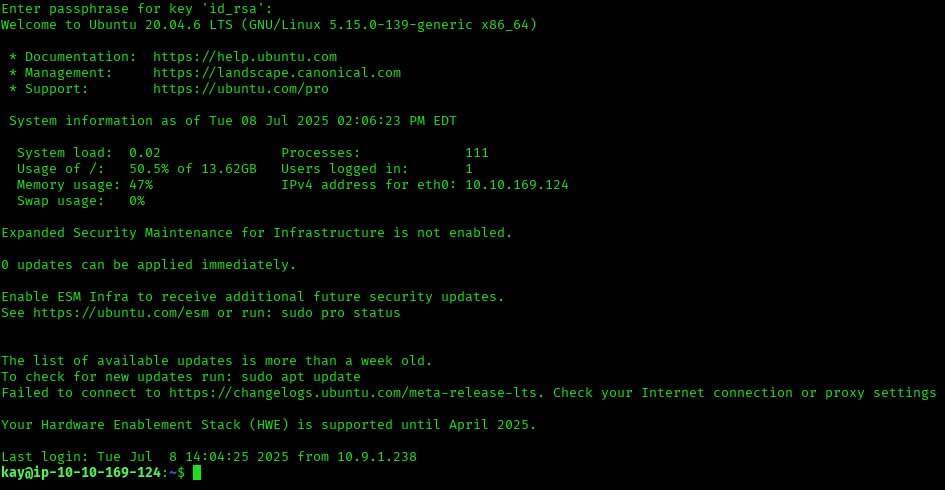 Enter passphrase for key 'id_rsa':
Welcome to Ubuntu 20.04.6 LTS (GNU/Linux 5.15.0-139-generic x86_64)
 * Documentation:  https://help.ubuntu.com
 * Management:     https://landscape.canonical.com
 * Support:        https://ubuntu.com/pro
 System information as of Tue 08 Jul 2025 02:06:23 PM EDT
  System load:  0.02               Processes:             111
  Usage of /:   50.5% of 13.62GB   Users logged in:       1
  Memory usage: 47%                IPv4 address for eth0: 10.10.169.124
  Swap usage:   0%
Expanded Security Maintenance for Infrastructure is not enabled.
0 updates can be applied immediately.
Enable ESM Infra to receive additional future security updates.
See https://ubuntu.com/esm or run: sudo pro status
The list of available updates is more than a week old.
To check for new updates run: sudo apt update
Failed to connect to https://changelogs.ubuntu.com/meta-release-lts. Check your Internet connection or proxy settings
Your Hardware Enablement Stack (HWE) is supported until April 2025.
Last login: Tue Jul  8 14:04:25 2025 from 10.9.1.238
kay@ip-10-10-169-124:~$